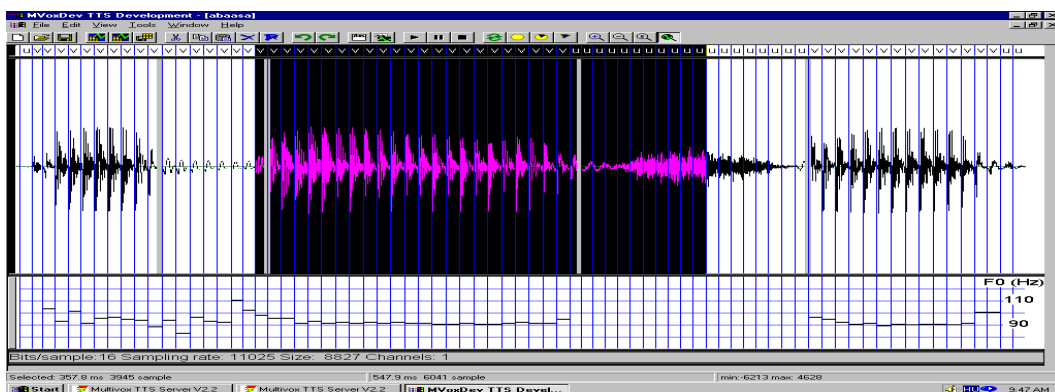 MVoxDev TTS Development - [abaasa]
File Edit View Tools Window Help
u v v v v v v v v v v v v v v v v v v v v v v v v v v v v v v v v v v v v v v v v v u u u u u u u u u u u u u u u u u u v v v v v v v v v v v v v v u u
F0 (Hz)
110
90
Bits/sample: 16 Sampling rate: 11025 Size: 8827 Channels: 1
Selected: 357.8 ms 3945 sample 547.9 ms 6041 sample min:-6213 max: 4628
Start Multivox TTS Server V2.2 Multivox TTS Server V2.2 MVoxDev TTS Devel... HU 9:47 AM